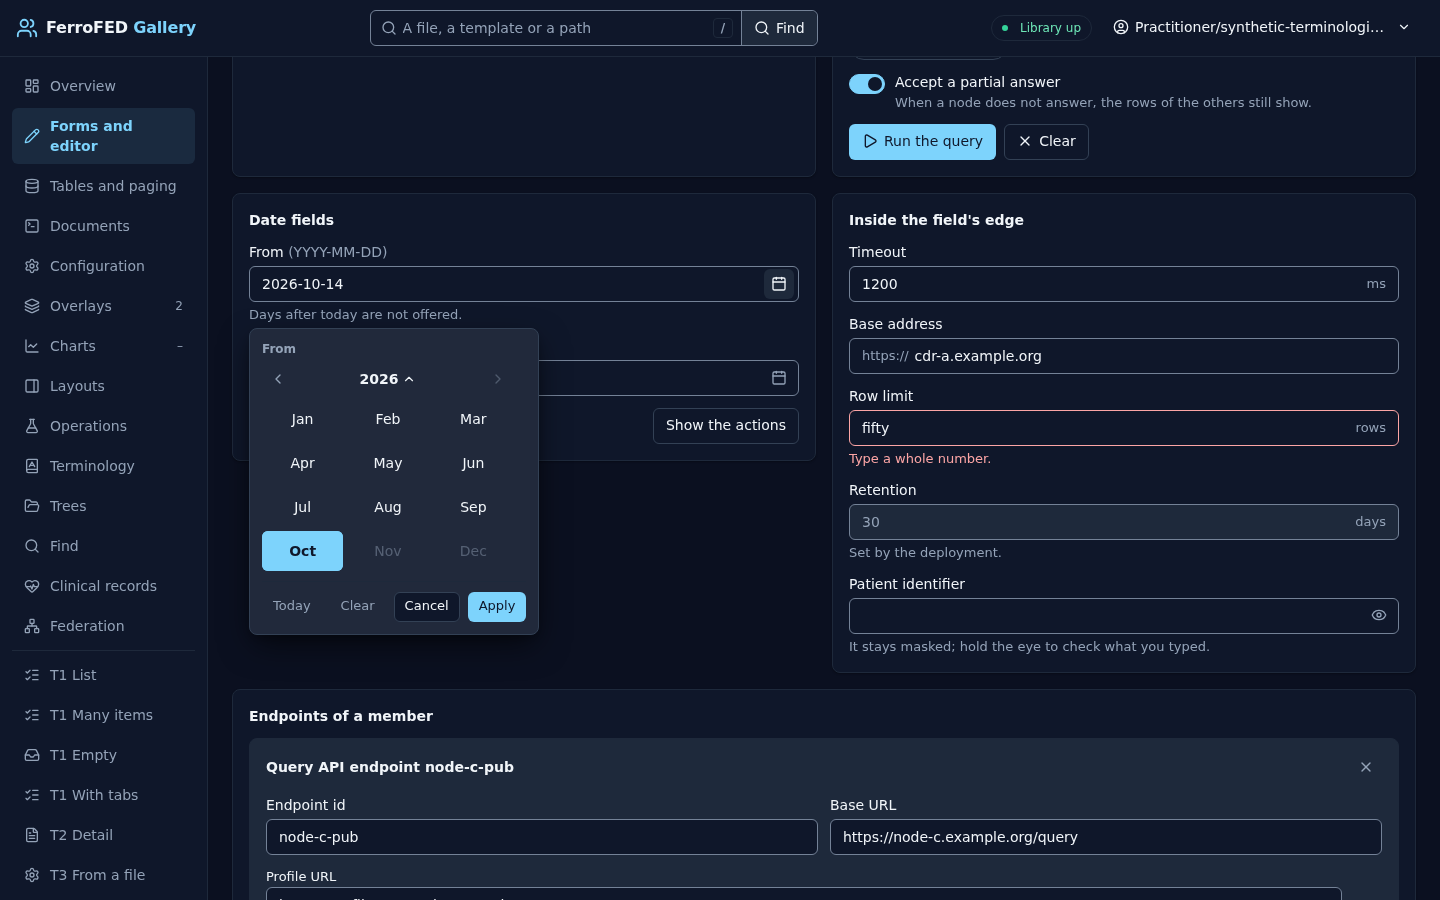 FerroFED Gallery
A file, a template or a path
/
Find
Library up
Practitioner/synthetic-terminologi...
Overview
Forms and
editor
Tables and paging
Documents
Configuration
Overlays 2
Charts –
Layouts
Operations
Terminology
Trees
Find
Clinical records
Federation
T1 List
T1 Many items
T1 Empty
T1 With tabs
T2 Detail
T3 From a file
Accept a partial answer
When a node does not answer, the rows of the others still show.
Run the query
Clear
Date fields
From (YYYY-MM-DD)
2026-10-14
Days after today are not offered.
From
2026
Jan Feb Mar
Apr May Jun
Jul Aug Sep
Oct Nov Dec
Today Clear Cancel Apply
Show the actions
Inside the field's edge
Timeout
1200 ms
Base address
https:// cdr-a.example.org
Row limit
fifty rows
Type a whole number.
Retention
30 days
Set by the deployment.
Patient identifier
It stays masked; hold the eye to check what you typed.
Endpoints of a member
Query API endpoint node-c-pub
Endpoint id
node-c-pub
Base URL
https://node-c.example.org/query
Profile URL